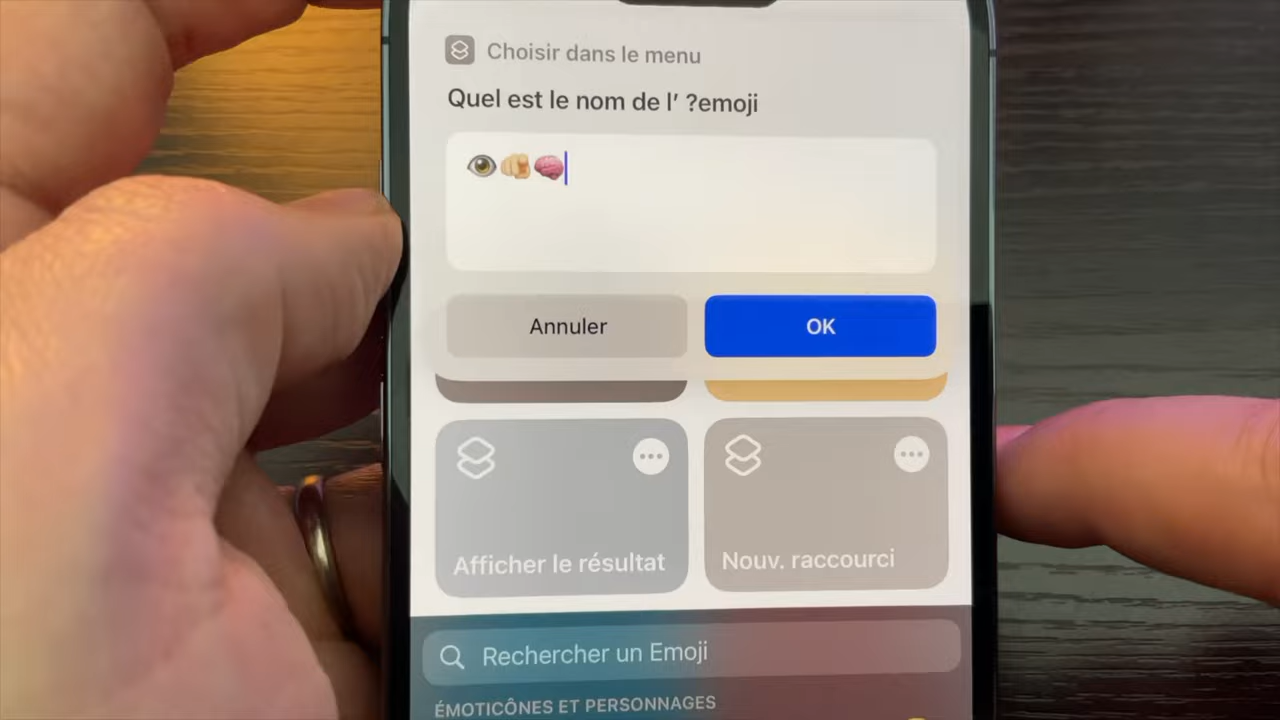 Choisir dans le menu
Quel est le nom de l’ ?emoji
👁️🫵🏼🧠
Annuler
OK
Afficher le résultat
Nouv. raccourci
Rechercher un Emoji
ÉMOTICÔNES ET PERSONNAGES